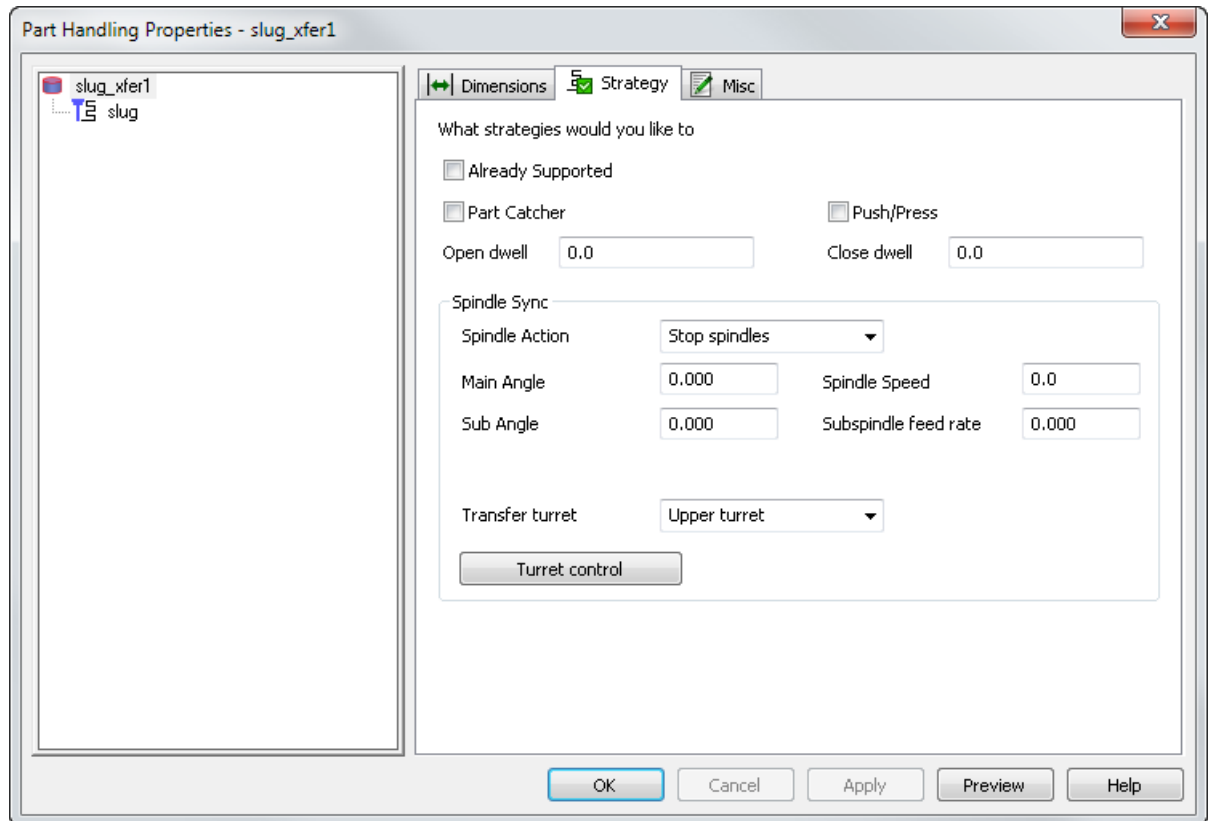 Part Handling Properties - slug_xfer1
slug_xfer1
slug
Dimensions Strategy Misc
What strategies would you like to
Already Supported
Part Catcher Push/Press
Open dwell 0.0 Close dwell 0.0
Spindle Sync
Spindle Action Stop spindles
Main Angle 0.000 Spindle Speed 0.0
Sub Angle 0.000 Subspindle feed rate 0.000
Transfer turret Upper turret
Turret control
OK Cancel Apply Preview Help